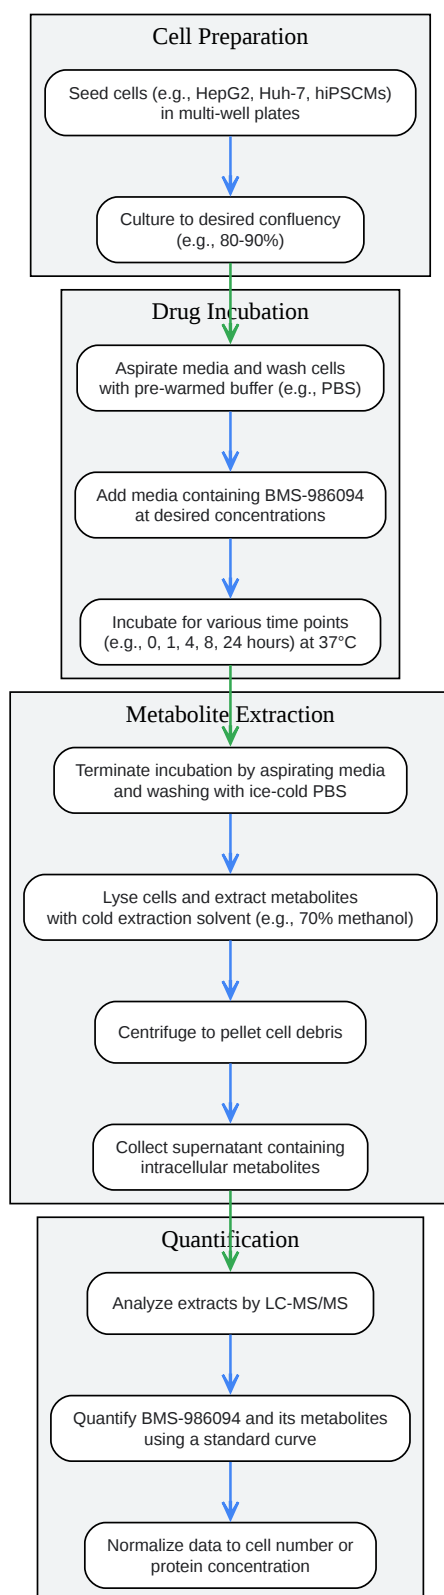 Cell Preparation
Seed cells (e.g., HepG2, Huh-7, hiPSCMs)
in multi-well plates
Culture to desired confluency
(e.g., 80-90%)
Drug Incubation
Aspirate media and wash cells
with pre-warmed buffer (e.g., PBS)
Add media containing BMS-986094
at desired concentrations
Incubate for various time points
(e.g., 0, 1, 4, 8, 24 hours) at 37°C
Metabolite Extraction
Terminate incubation by aspirating media
and washing with ice-cold PBS
Lyse cells and extract metabolites
with cold extraction solvent (e.g., 70% methanol)
Centrifuge to pellet cell debris
Collect supernatant containing
intracellular metabolites
Quantification
Analyze extracts by LC-MS/MS
Quantify BMS-986094 and its metabolites
using a standard curve
Normalize data to cell number or
protein concentration